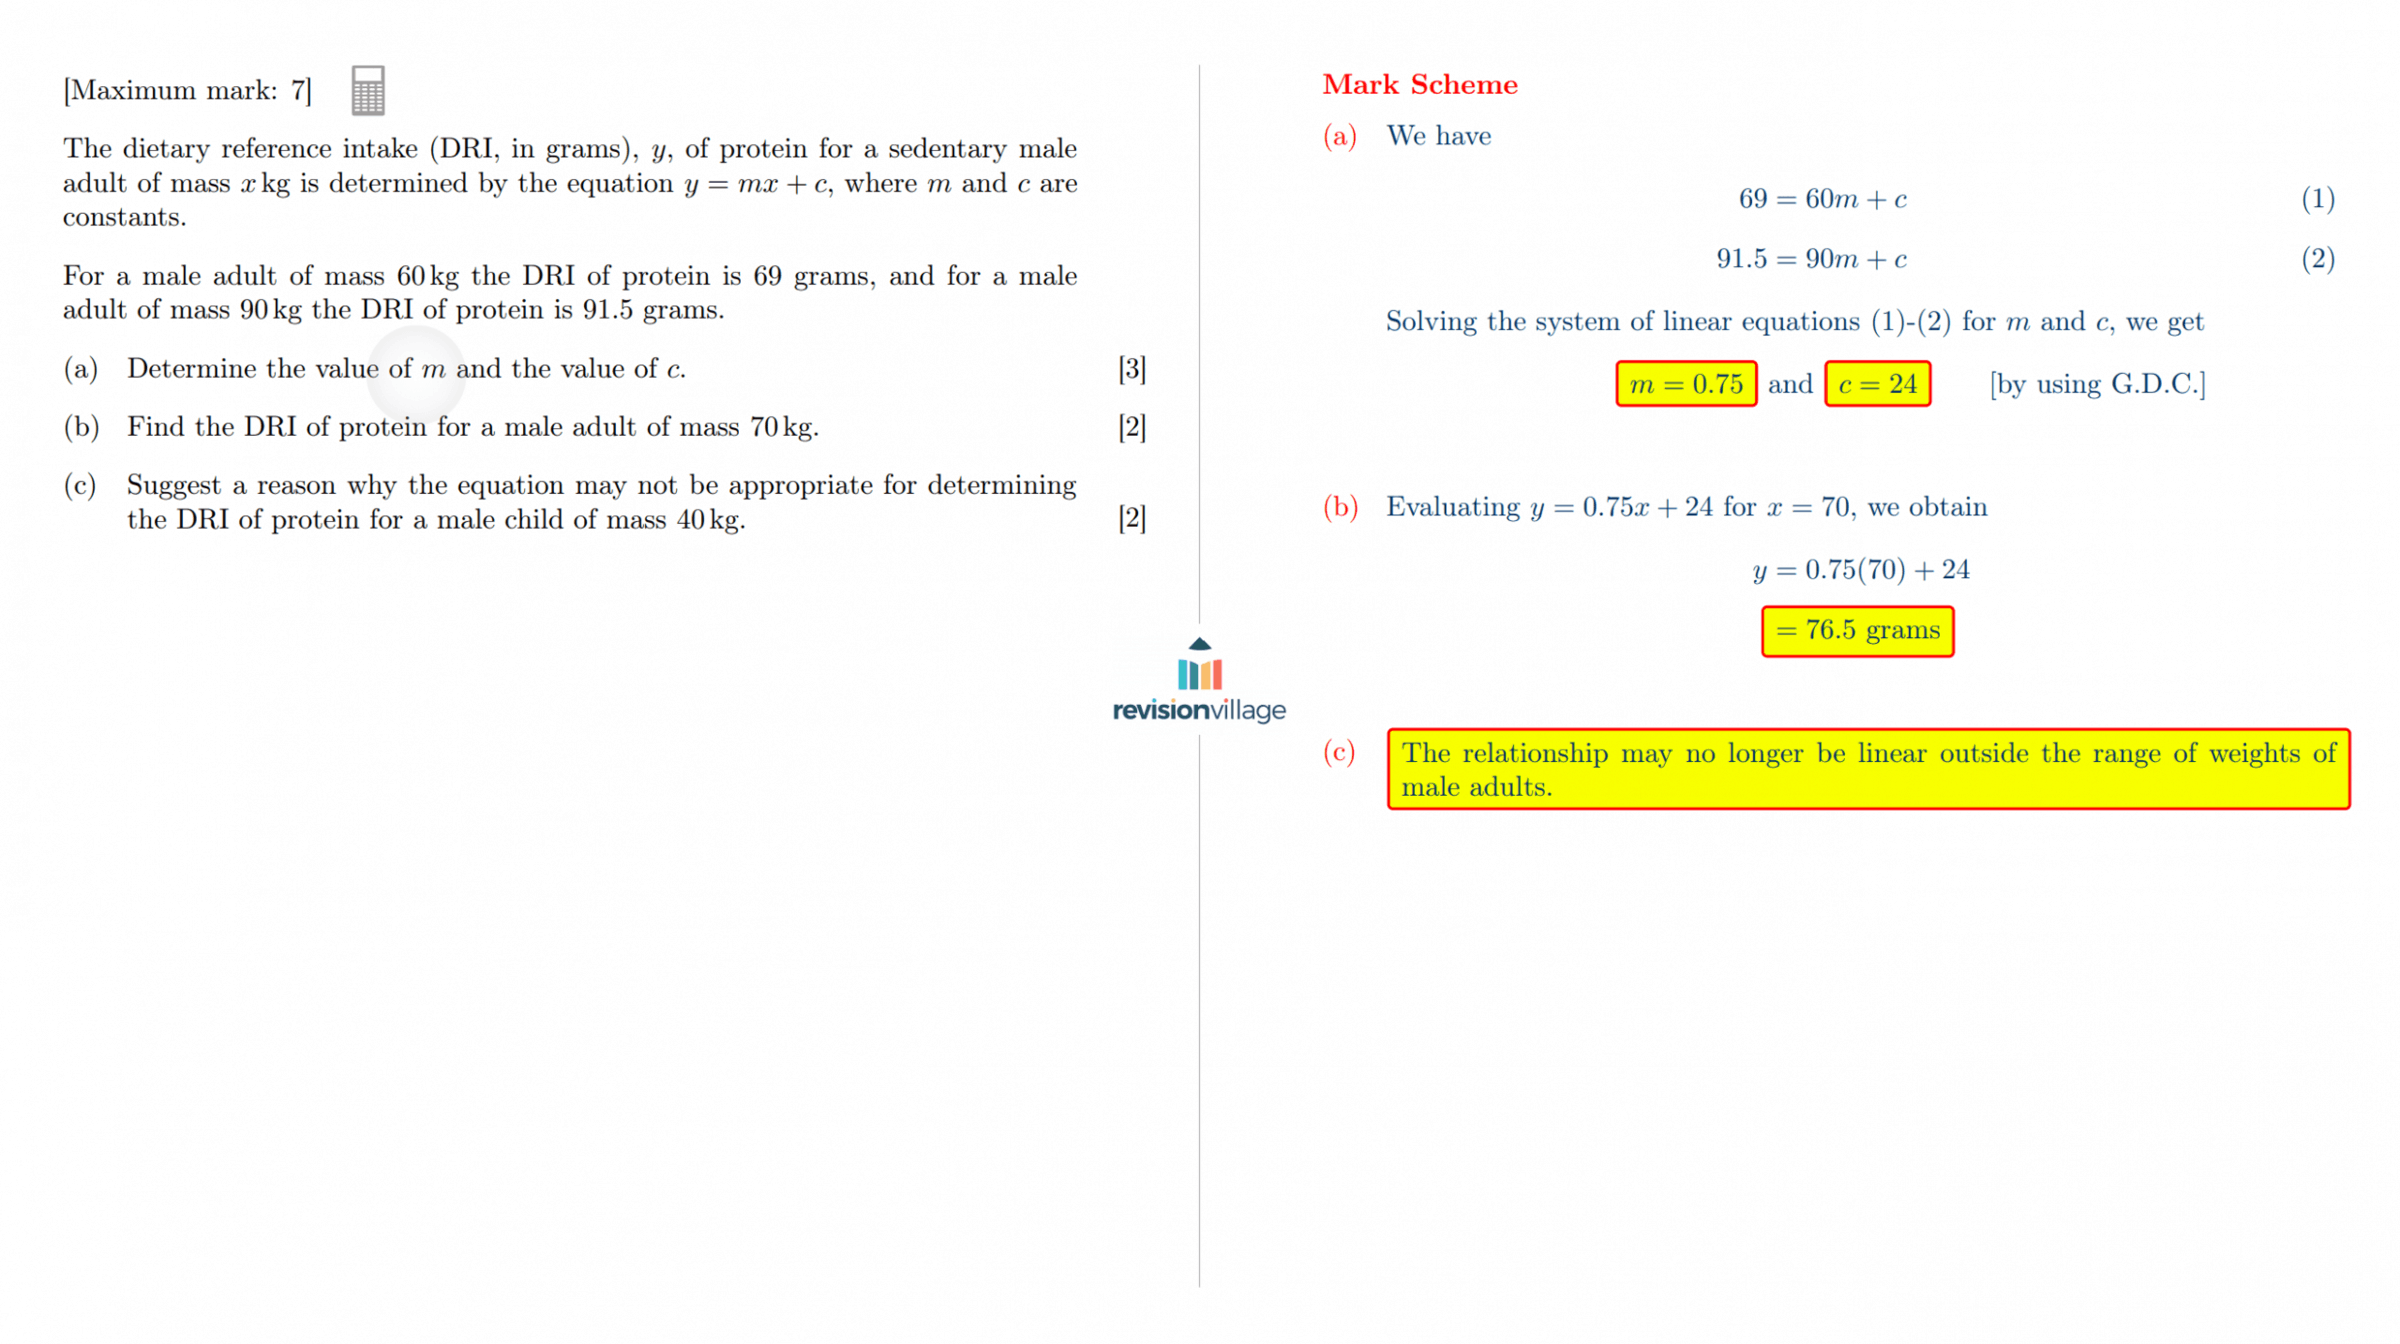 [Maximum mark: 7]
The dietary reference intake (DRI, in grams), y, of protein for a sedentary male
adult of mass x kg is determined by the equation y = mx + c, where m and c are
constants.
For a male adult of mass 60 kg the DRI of protein is 69 grams, and for a male
adult of mass 90 kg the DRI of protein is 91.5 grams.
(a) Determine the value of m and the value of c. [3]
(b) Find the DRI of protein for a male adult of mass 70 kg. [2]
(c) Suggest a reason why the equation may not be appropriate for determining
the DRI of protein for a male child of mass 40 kg. [2]
revisionvillage
Mark Scheme
(a) We have
69 = 60m + c (1)
91.5 = 90m + c (2)
Solving the system of linear equations (1)-(2) for m and c, we get
m = 0.75 and c = 24 [by using G.D.C.]
(b) Evaluating y = 0.75x + 24 for x = 70, we obtain
y = 0.75(70) + 24
= 76.5 grams
(c) The relationship may no longer be linear outside the range of weights of
male adults.